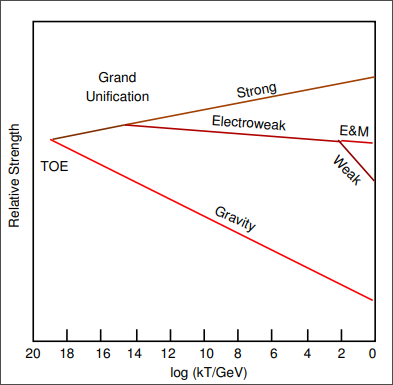 Grand
Unification
Strong
Electroweak
E&M
Weak
TOE
Gravity
Relative Strength
20 18 16 14 12 10 8 6 4 2 0
log (kT/GeV)